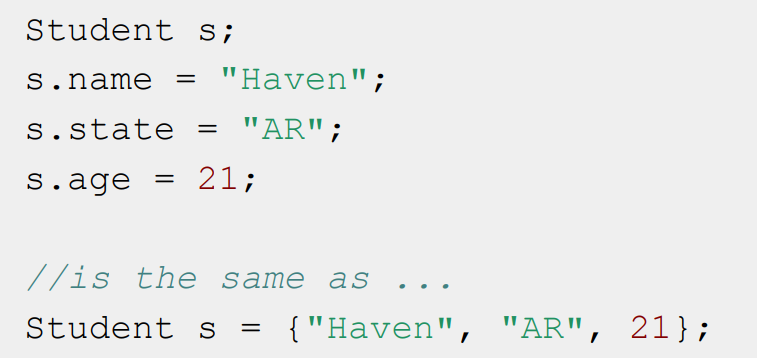 Student s;
s.name = "Haven";
s.state = "AR";
s.age = 21;
//is the same as ...
Student s = {"Haven", "AR", 21};